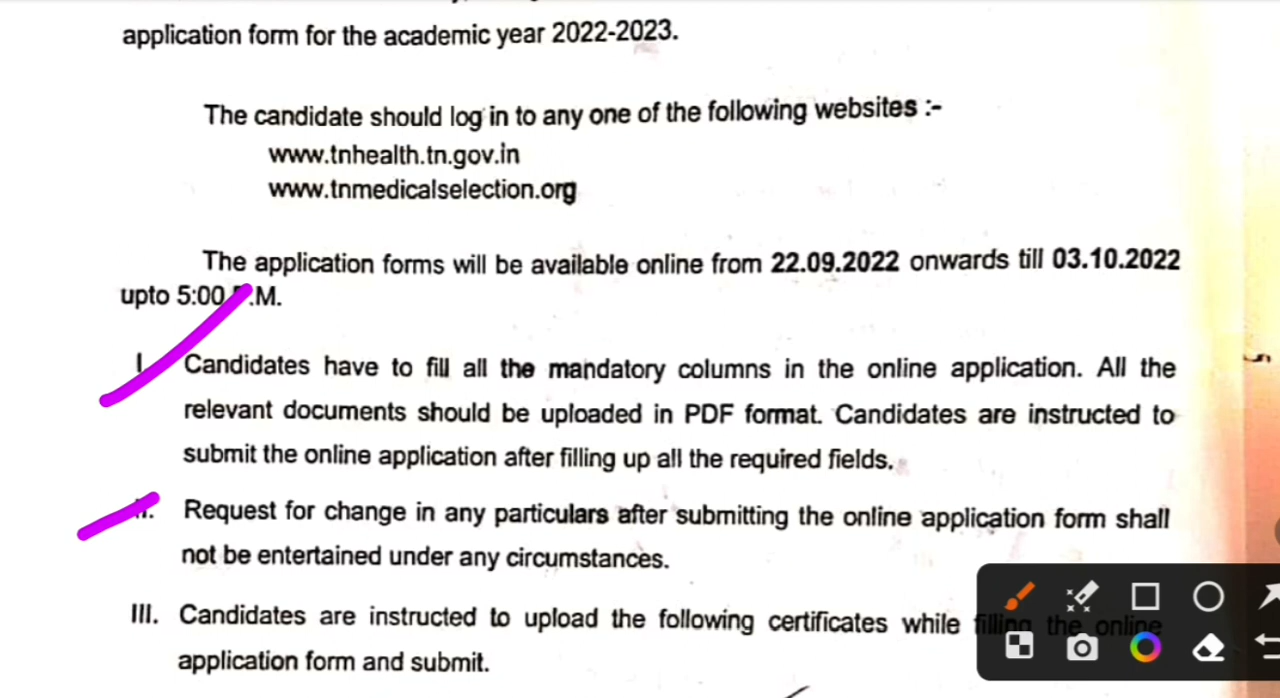 application form for the academic year 2022-2023.
The candidate should log in to any one of the following websites :-
www.tnhealth.tn.gov.in
www.tnmedicalselection.org
The application forms will be available online from 22.09.2022 onwards till 03.10.2022
upto 5:00 P.M.
I. Candidates have to fill all the mandatory columns in the online application. All the
relevant documents should be uploaded in PDF format. Candidates are instructed to
submit the online application after filling up all the required fields.
II. Request for change in any particulars after submitting the online application form shall
not be entertained under any circumstances.
III. Candidates are instructed to upload the following certificates while filling the online
application form and submit.